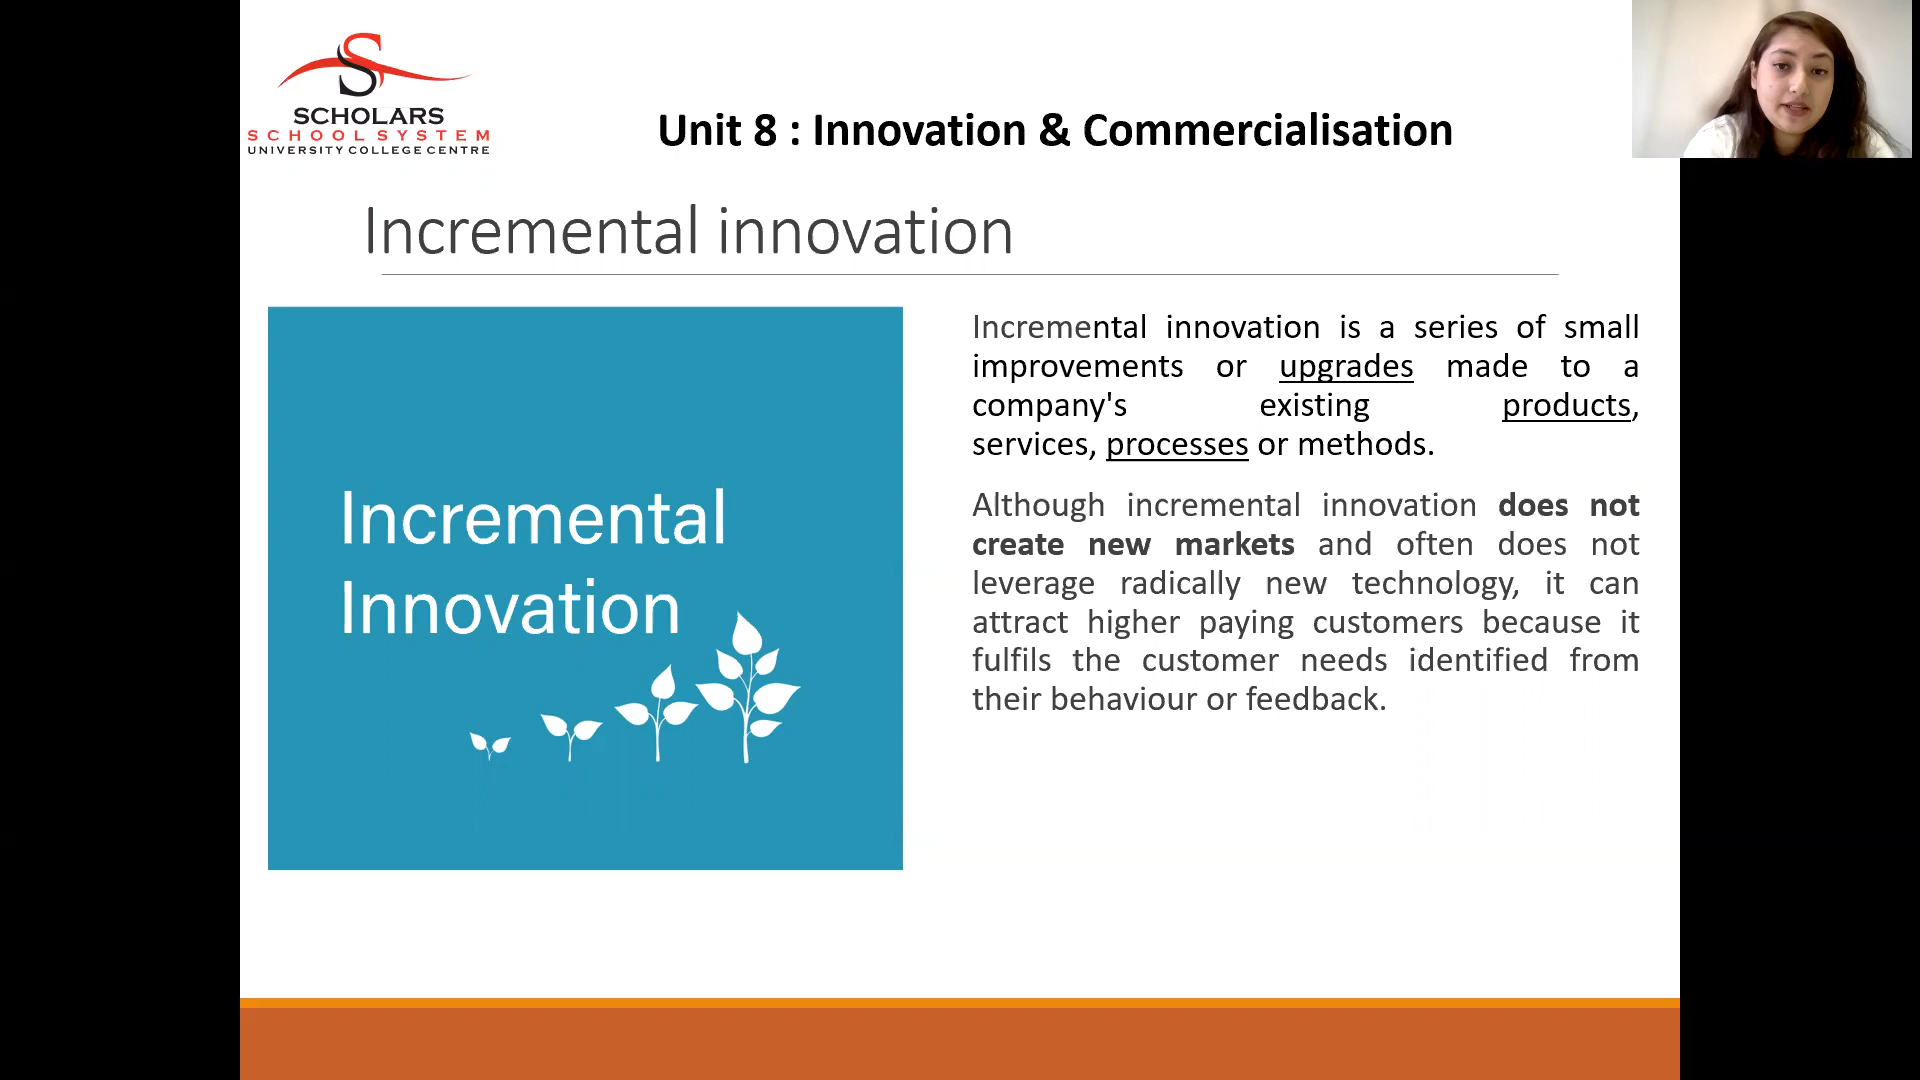 SCHOLARS
SCHOOL SYSTEM
UNIVERSITY COLLEGE CENTRE
Unit 8 : Innovation & Commercialisation
Incremental innovation
Incremental
Innovation
Incremental innovation is a series of small
improvements or upgrades made to a
company's existing products,
services, processes or methods.
Although incremental innovation does not
create new markets and often does not
leverage radically new technology, it can
attract higher paying customers because it
fulfils the customer needs identified from
their behaviour or feedback.